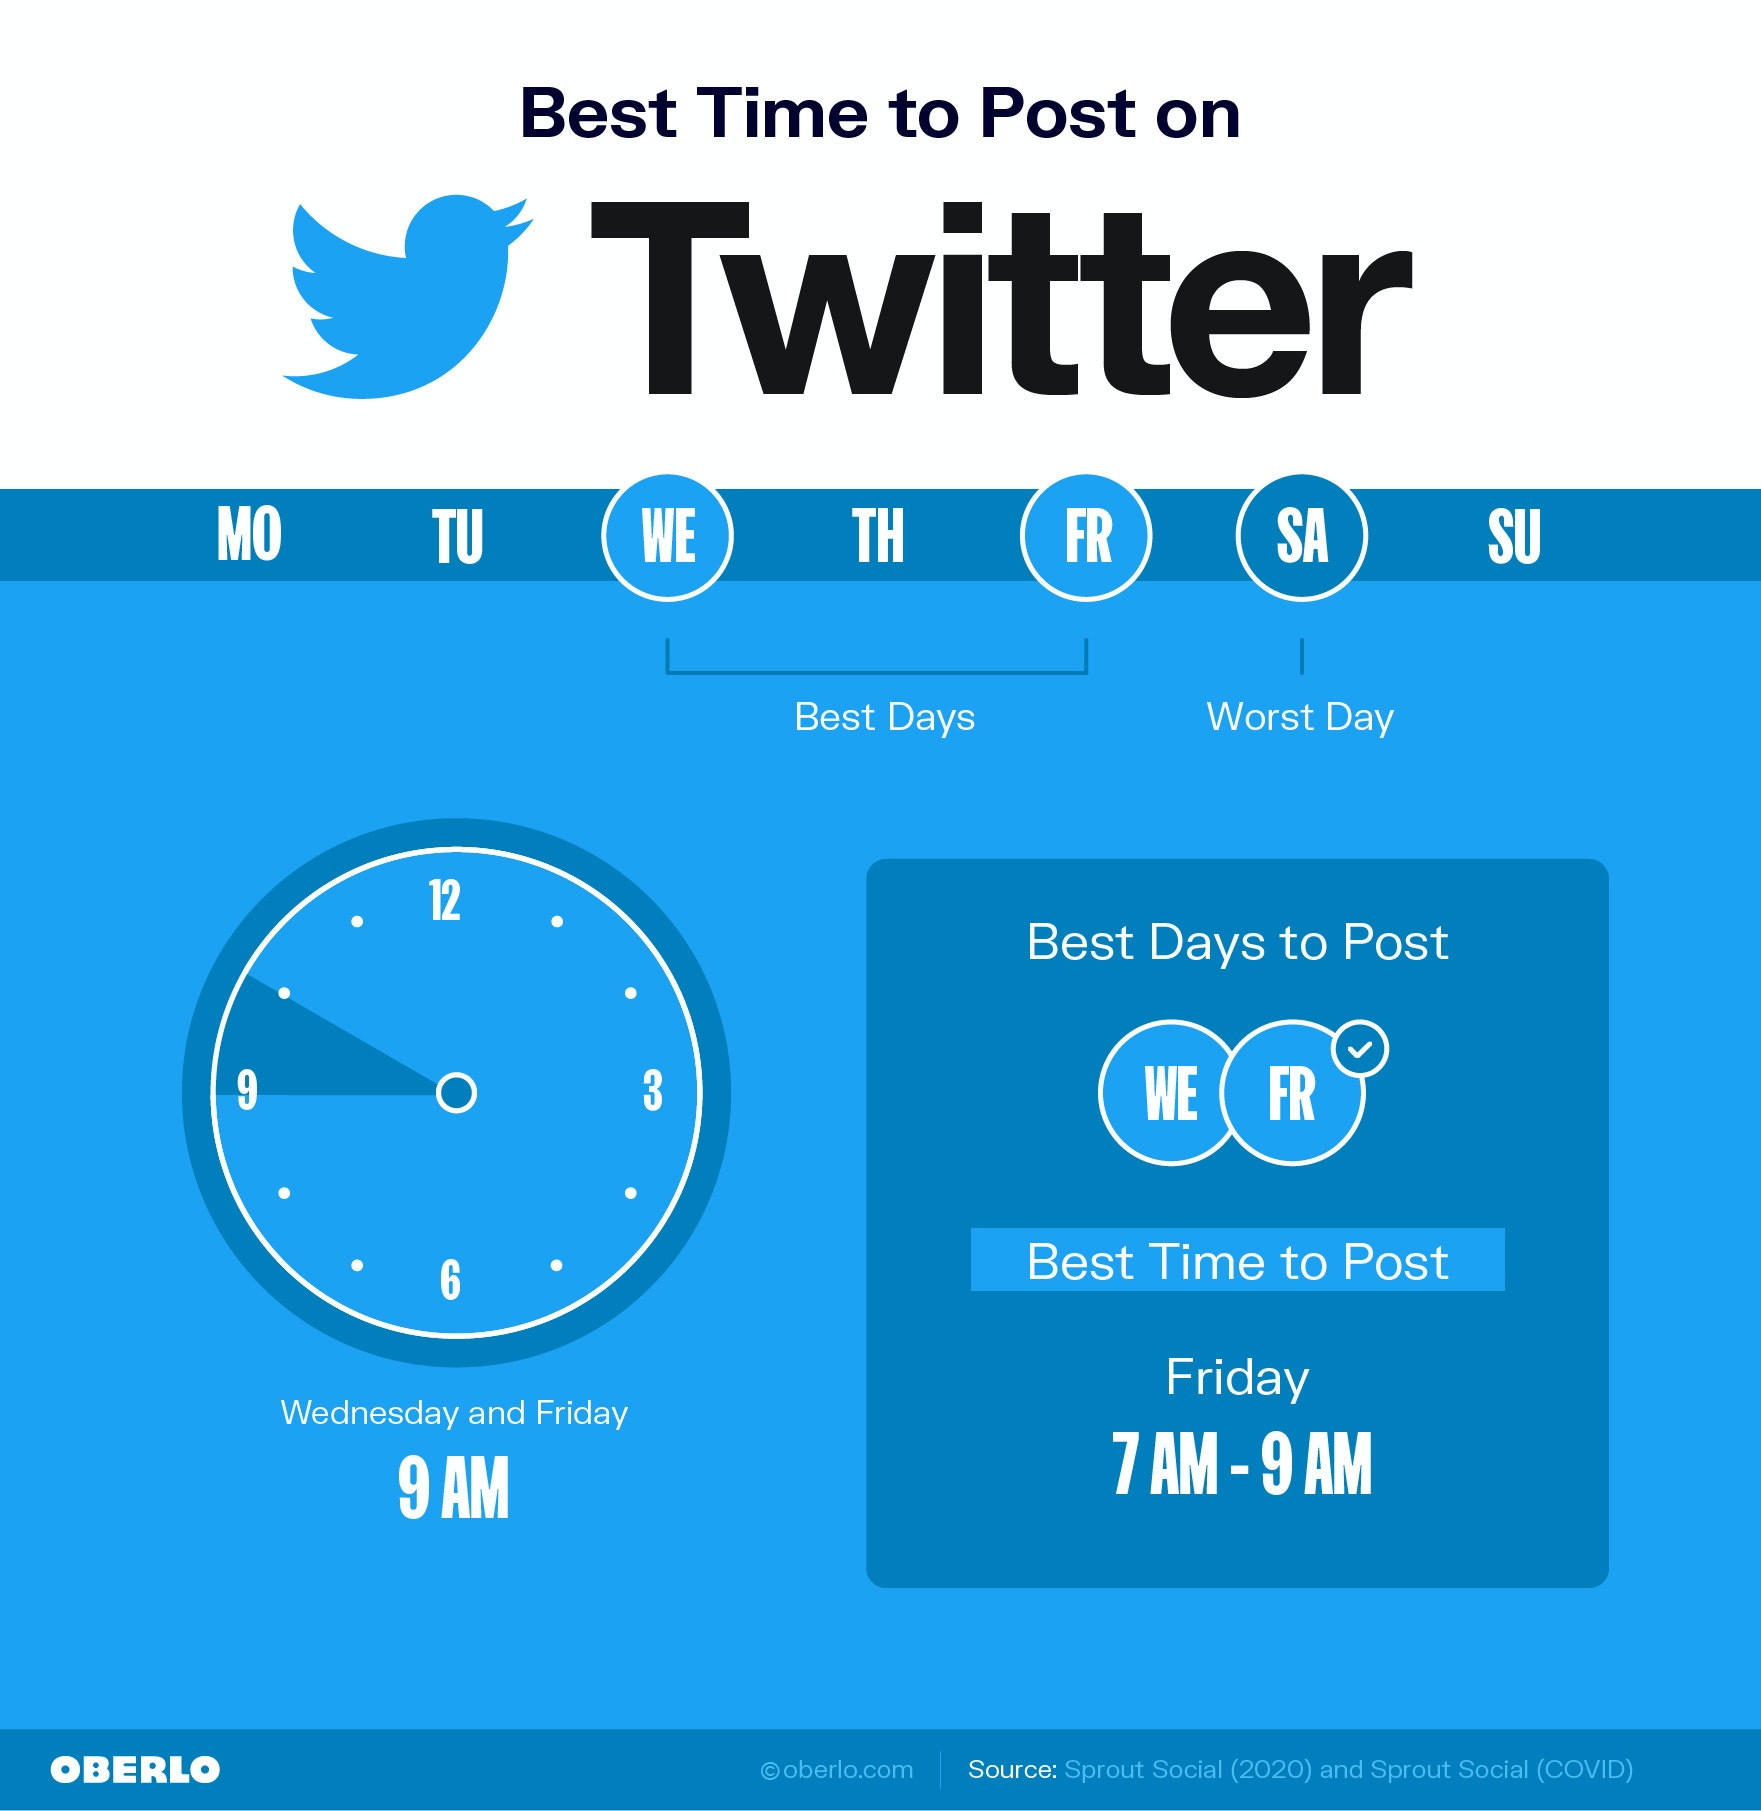 Best Time to Post on
Twitter
MO TU WE TH FR SA SU
Best Days Worst Day
12
9 3
6
Wednesday and Friday
9 AM
Best Days to Post
WE FR
Best Time to Post
Friday
7 AM - 9 AM
OBERLO ©oberlo.com Source: Sprout Social (2020) and Sprout Social (COVID)